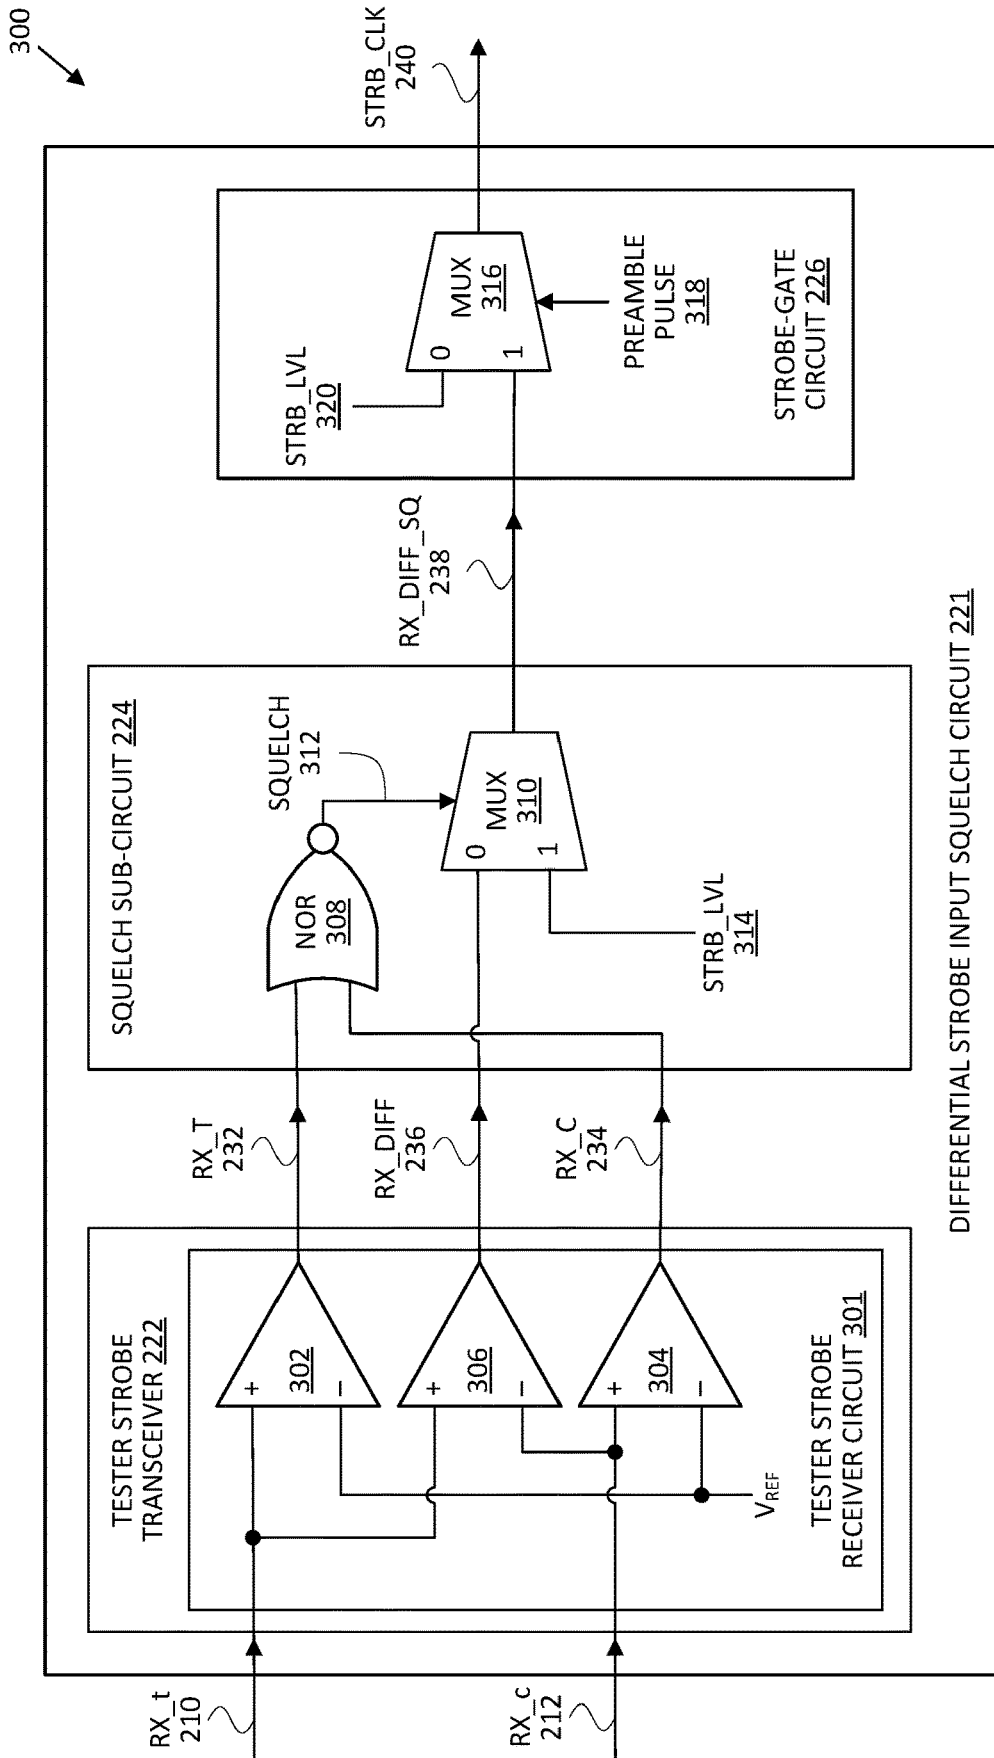 300
DIFFERENTIAL STROBE INPUT SQUELCH CIRCUIT 221
RX_t
210
RX_c
212
TESTER STROBE
TRANSCEIVER 222
TESTER STROBE
RECEIVER CIRCUIT 301
+
302
−
+
306
−
+
304
−
VREF
RX_T
232
RX_DIFF
236
RX_C
234
SQUELCH SUB-CIRCUIT 224
NOR
308
SQUELCH
312
0
MUX
310
1
STRB_LVL
314
RX_DIFF_SQ
238
STRB_LVL
320
0
MUX
316
1
PREAMBLE
PULSE
318
STROBE-GATE
CIRCUIT 226
STRB_CLK
240